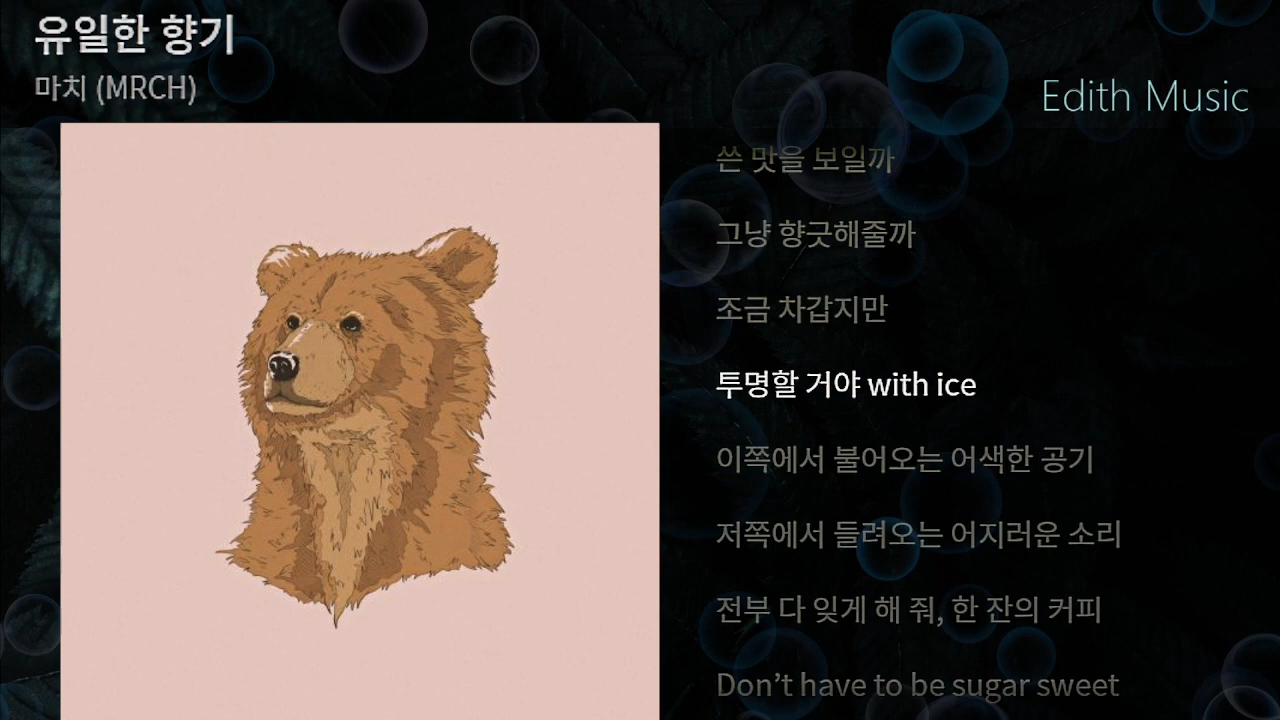 유일한 향기
마치 (MRCH)
Edith Music
쓴 맛을 보일까
그냥 향긋해줄까
조금 차갑지만
투명할 거야 with ice
이쪽에서 불어오는 어색한 공기
저쪽에서 들려오는 어지러운 소리
전부 다 잊게 해 줘, 한 잔의 커피
Don’t have to be sugar sweet